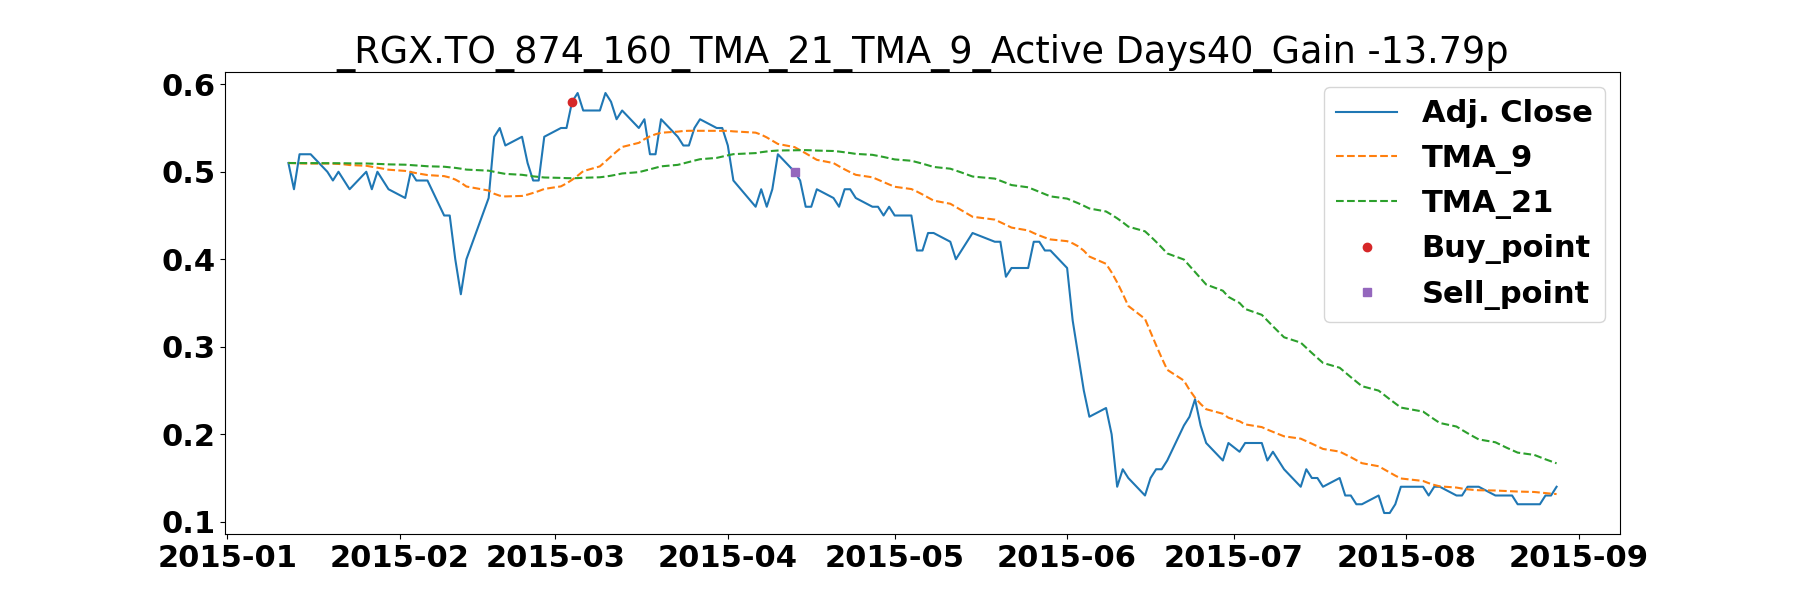 _RGX.TO_874_160_TMA_21_TMA_9_Active Days40_Gain -13.79p
0.6
0.5
0.4
0.3
0.2
0.1
Adj. Close
TMA_9
TMA_21
Buy_point
Sell_point
2015-01 2015-02 2015-03 2015-04 2015-05 2015-06 2015-07 2015-08 2015-09